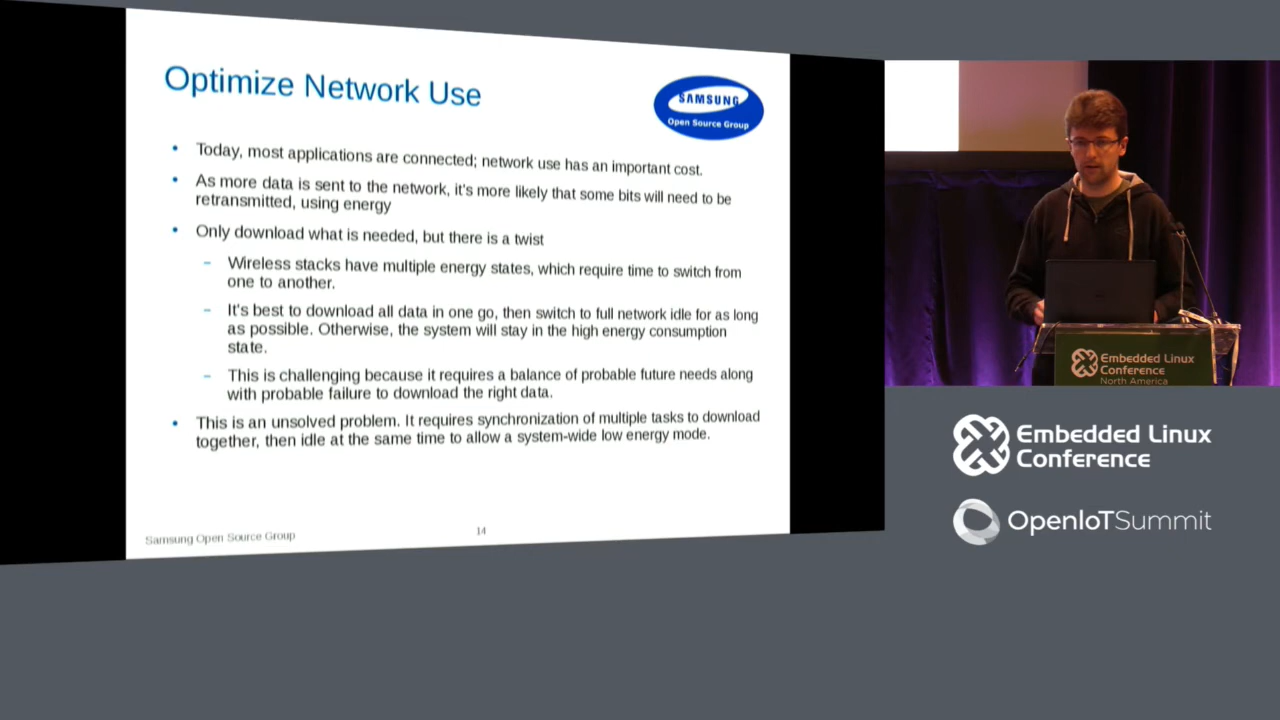 Optimize Network Use
SAMSUNG
Open Source Group
Today, most applications are connected; network use has an important cost.
As more data is sent to the network, it's more likely that some bits will need to be
retransmitted, using energy
Only download what is needed, but there is a twist
Wireless stacks have multiple energy states, which require time to switch from
one to another.
It's best to download all data in one go, then switch to full network idle for as long
as possible. Otherwise, the system will stay in the high energy consumption
state.
This is challenging because it requires a balance of probable future needs along
with probable failure to download the right data.
This is an unsolved problem. It requires synchronization of multiple tasks to download
together, then idle at the same time to allow a system-wide low energy mode.
Samsung Open Source Group
14
Embedded Linux
Conference
North America
Embedded Linux
Conference
OpenIoTSummit